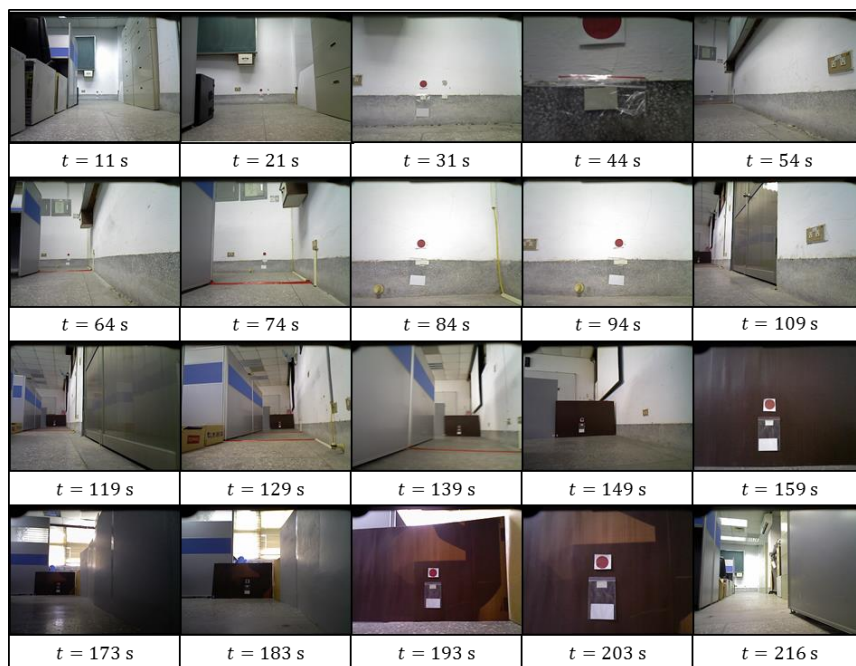 t = 11 s t = 21 s t = 31 s t = 44 s t = 54 s
t = 64 s t = 74 s t = 84 s t = 94 s t = 109 s
t = 119 s t = 129 s t = 139 s t = 149 s t = 159 s
t = 173 s t = 183 s t = 193 s t = 203 s t = 216 s